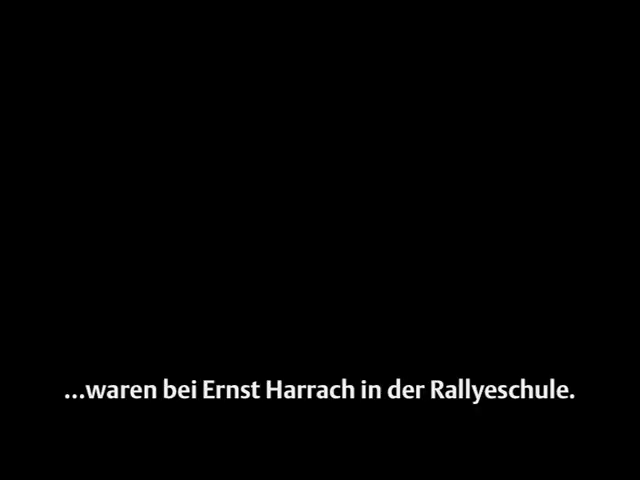 ...waren bei Ernst Harrach in der Rallyeschule.